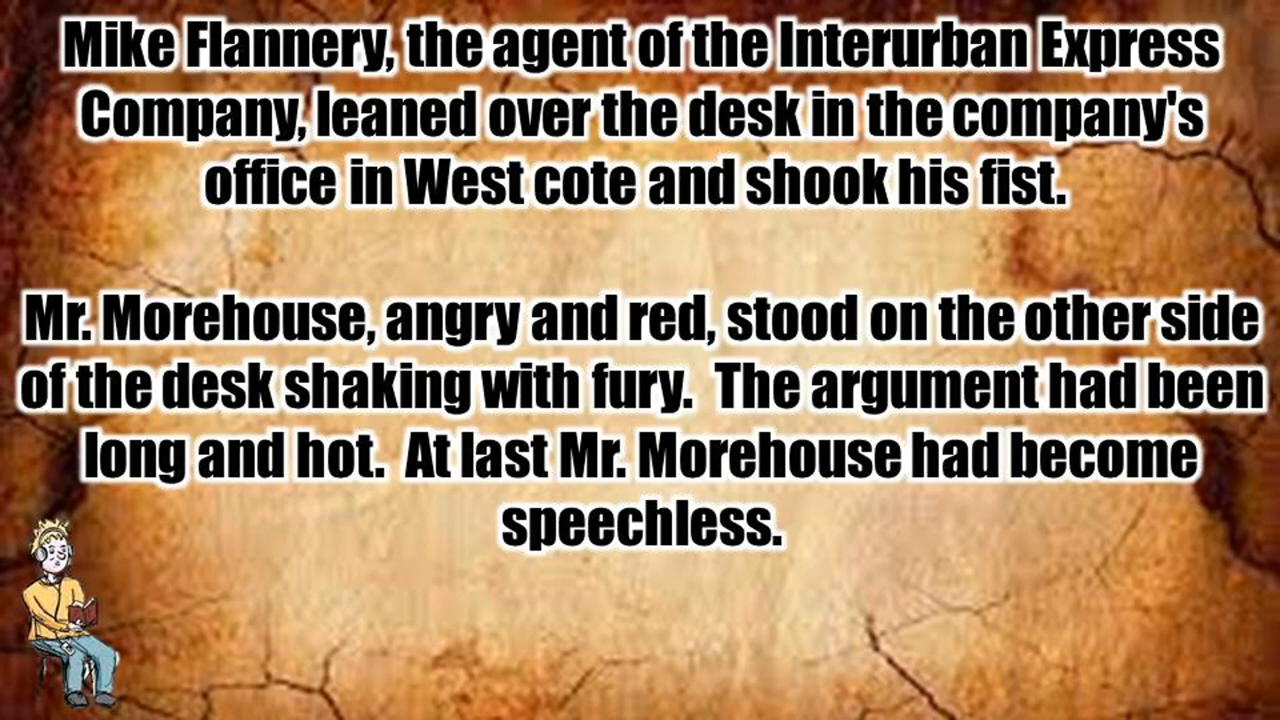 Mike Flannery, the agent of the Interurban Express
Company, leaned over the desk in the company's
office in West cote and shook his fist.
Mr. Morehouse, angry and red, stood on the other side
of the desk shaking with fury.  The argument had been
long and hot.  At last Mr. Morehouse had become
speechless.